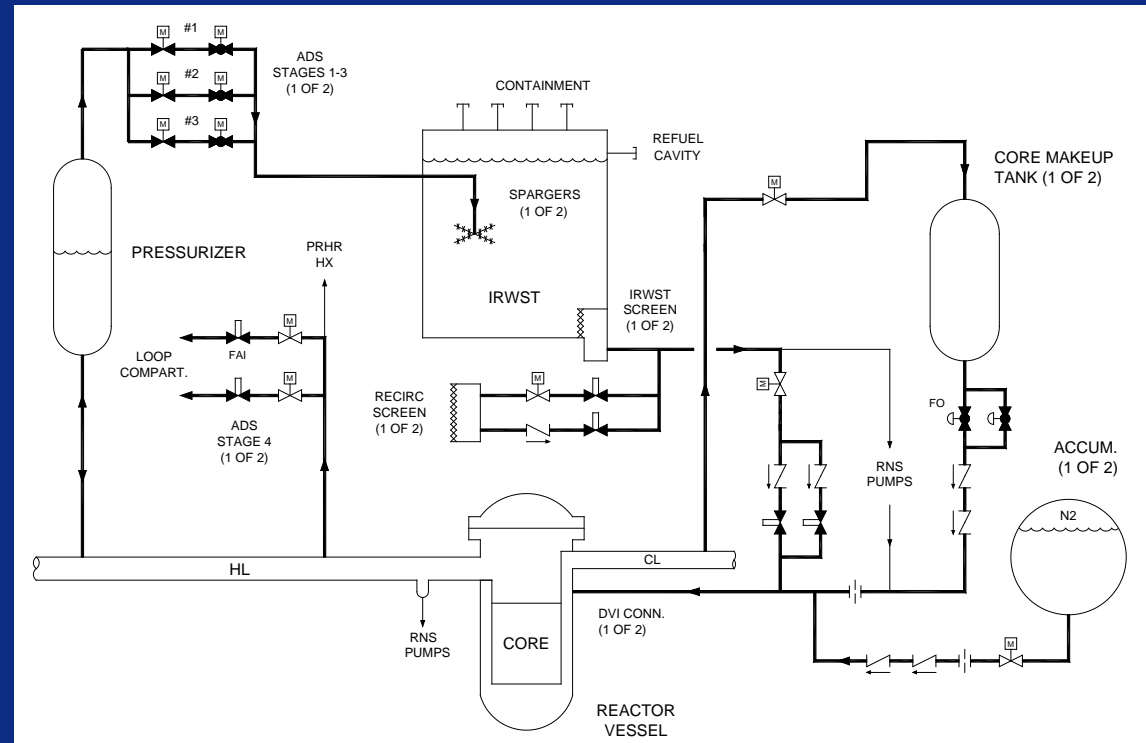 #1
M
M
#2
M
M
#3
M
M
ADS
STAGES 1-3
(1 OF 2)
CONTAINMENT
REFUEL
CAVITY
SPARGERS
(1 OF 2)
IRWST
IRWST
SCREEN
(1 OF 2)
M
CORE MAKEUP
TANK (1 OF 2)
PRESSURIZER
PRHR
HX
M
FAI
LOOP
COMPART.
M
ADS
STAGE 4
(1 OF 2)
RECIRC
SCREEN
(1 OF 2)
M
M
RNS
PUMPS
FO
ACCUM.
(1 OF 2)
N2
HL
CL
RNS
PUMPS
CORE
DVI CONN.
(1 OF 2)
M
REACTOR
VESSEL